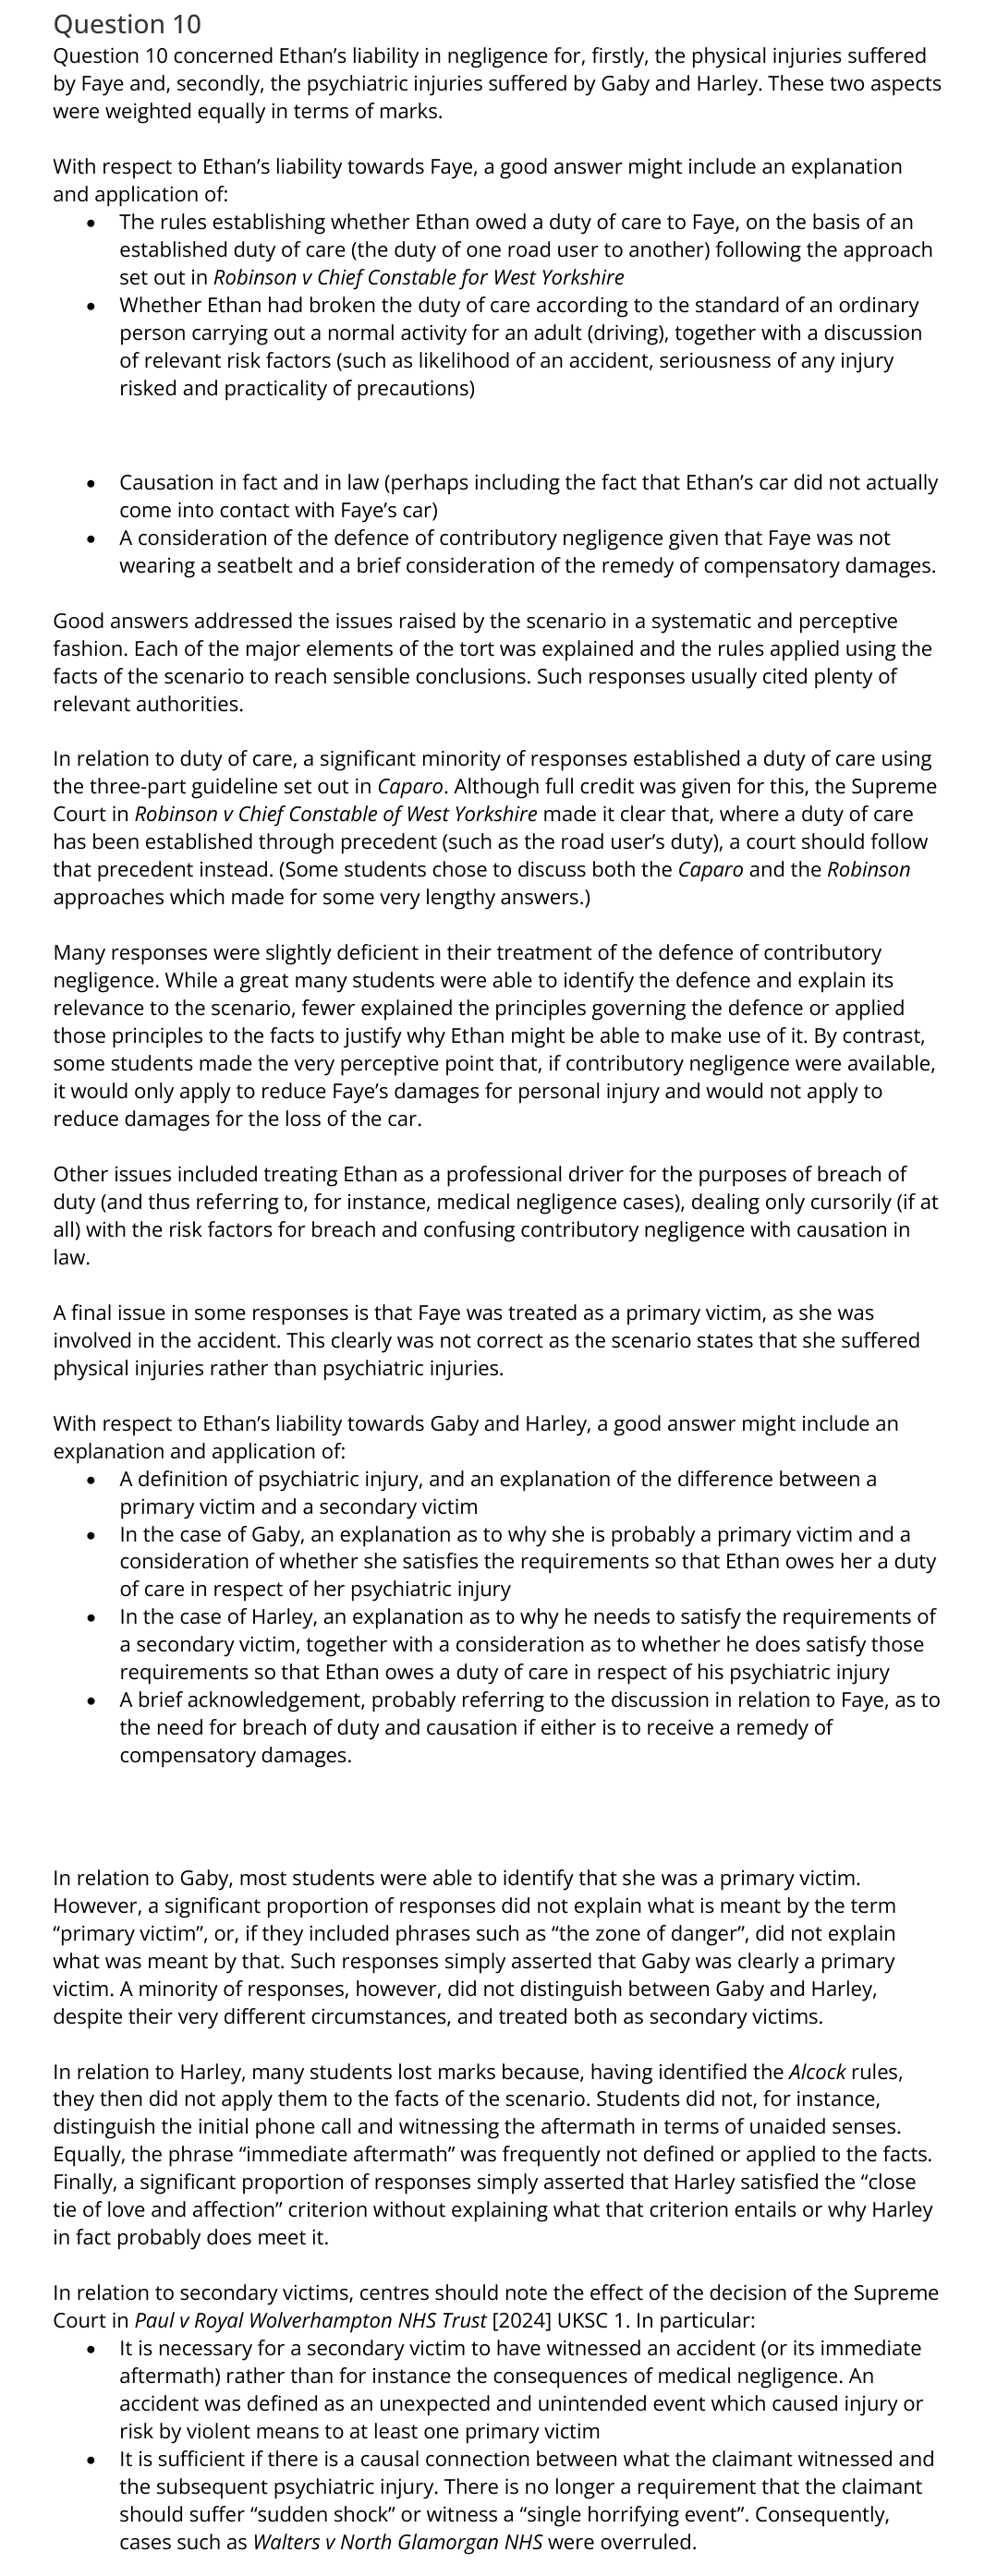 Question 10
Question 10 concerned Ethan’s liability in negligence for, firstly, the physical injuries suffered
by Faye and, secondly, the psychiatric injuries suffered by Gaby and Harley. These two aspects
were weighted equally in terms of marks.
With respect to Ethan’s liability towards Faye, a good answer might include an explanation
and application of:
• The rules establishing whether Ethan owed a duty of care to Faye, on the basis of an
established duty of care (the duty of one road user to another) following the approach
set out in Robinson v Chief Constable for West Yorkshire
• Whether Ethan had broken the duty of care according to the standard of an ordinary
person carrying out a normal activity for an adult (driving), together with a discussion
of relevant risk factors (such as likelihood of an accident, seriousness of any injury
risked and practicality of precautions)
• Causation in fact and in law (perhaps including the fact that Ethan’s car did not actually
come into contact with Faye’s car)
• A consideration of the defence of contributory negligence given that Faye was not
wearing a seatbelt and a brief consideration of the remedy of compensatory damages.
Good answers addressed the issues raised by the scenario in a systematic and perceptive
fashion. Each of the major elements of the tort was explained and the rules applied using the
facts of the scenario to reach sensible conclusions. Such responses usually cited plenty of
relevant authorities.
In relation to duty of care, a significant minority of responses established a duty of care using
the three-part guideline set out in Caparo. Although full credit was given for this, the Supreme
Court in Robinson v Chief Constable of West Yorkshire made it clear that, where a duty of care
has been established through precedent (such as the road user’s duty), a court should follow
that precedent instead. (Some students chose to discuss both the Caparo and the Robinson
approaches which made for some very lengthy answers.)
Many responses were slightly deficient in their treatment of the defence of contributory
negligence. While a great many students were able to identify the defence and explain its
relevance to the scenario, fewer explained the principles governing the defence or applied
those principles to the facts to justify why Ethan might be able to make use of it. By contrast,
some students made the very perceptive point that, if contributory negligence were available,
it would only apply to reduce Faye’s damages for personal injury and would not apply to
reduce damages for the loss of the car.
Other issues included treating Ethan as a professional driver for the purposes of breach of
duty (and thus referring to, for instance, medical negligence cases), dealing only cursorily (if at
all) with the risk factors for breach and confusing contributory negligence with causation in
law.
A final issue in some responses is that Faye was treated as a primary victim, as she was
involved in the accident. This clearly was not correct as the scenario states that she suffered
physical injuries rather than psychiatric injuries.
With respect to Ethan’s liability towards Gaby and Harley, a good answer might include an
explanation and application of:
• A definition of psychiatric injury, and an explanation of the difference between a
primary victim and a secondary victim
• In the case of Gaby, an explanation as to why she is probably a primary victim and a
consideration of whether she satisfies the requirements so that Ethan owes her a duty
of care in respect of her psychiatric injury
• In the case of Harley, an explanation as to why he needs to satisfy the requirements of
a secondary victim, together with a consideration as to whether he does satisfy those
requirements so that Ethan owes a duty of care in respect of his psychiatric injury
• A brief acknowledgement, probably referring to the discussion in relation to Faye, as to
the need for breach of duty and causation if either is to receive a remedy of
compensatory damages.
In relation to Gaby, most students were able to identify that she was a primary victim.
However, a significant proportion of responses did not explain what is meant by the term
“primary victim”, or, if they included phrases such as “the zone of danger”, did not explain
what was meant by that. Such responses simply asserted that Gaby was clearly a primary
victim. A minority of responses, however, did not distinguish between Gaby and Harley,
despite their very different circumstances, and treated both as secondary victims.
In relation to Harley, many students lost marks because, having identified the Alcock rules,
they then did not apply them to the facts of the scenario. Students did not, for instance,
distinguish the initial phone call and witnessing the aftermath in terms of unaided senses.
Equally, the phrase “immediate aftermath” was frequently not defined or applied to the facts.
Finally, a significant proportion of responses simply asserted that Harley satisfied the “close
tie of love and affection” criterion without explaining what that criterion entails or why Harley
in fact probably does meet it.
In relation to secondary victims, centres should note the effect of the decision of the Supreme
Court in Paul v Royal Wolverhampton NHS Trust [2024] UKSC 1. In particular:
• It is necessary for a secondary victim to have witnessed an accident (or its immediate
aftermath) rather than for instance the consequences of medical negligence. An
accident was defined as an unexpected and unintended event which caused injury or
risk by violent means to at least one primary victim
• It is sufficient if there is a causal connection between what the claimant witnessed and
the subsequent psychiatric injury. There is no longer a requirement that the claimant
should suffer “sudden shock” or witness a “single horrifying event”. Consequently,
cases such as Walters v North Glamorgan NHS were overruled.